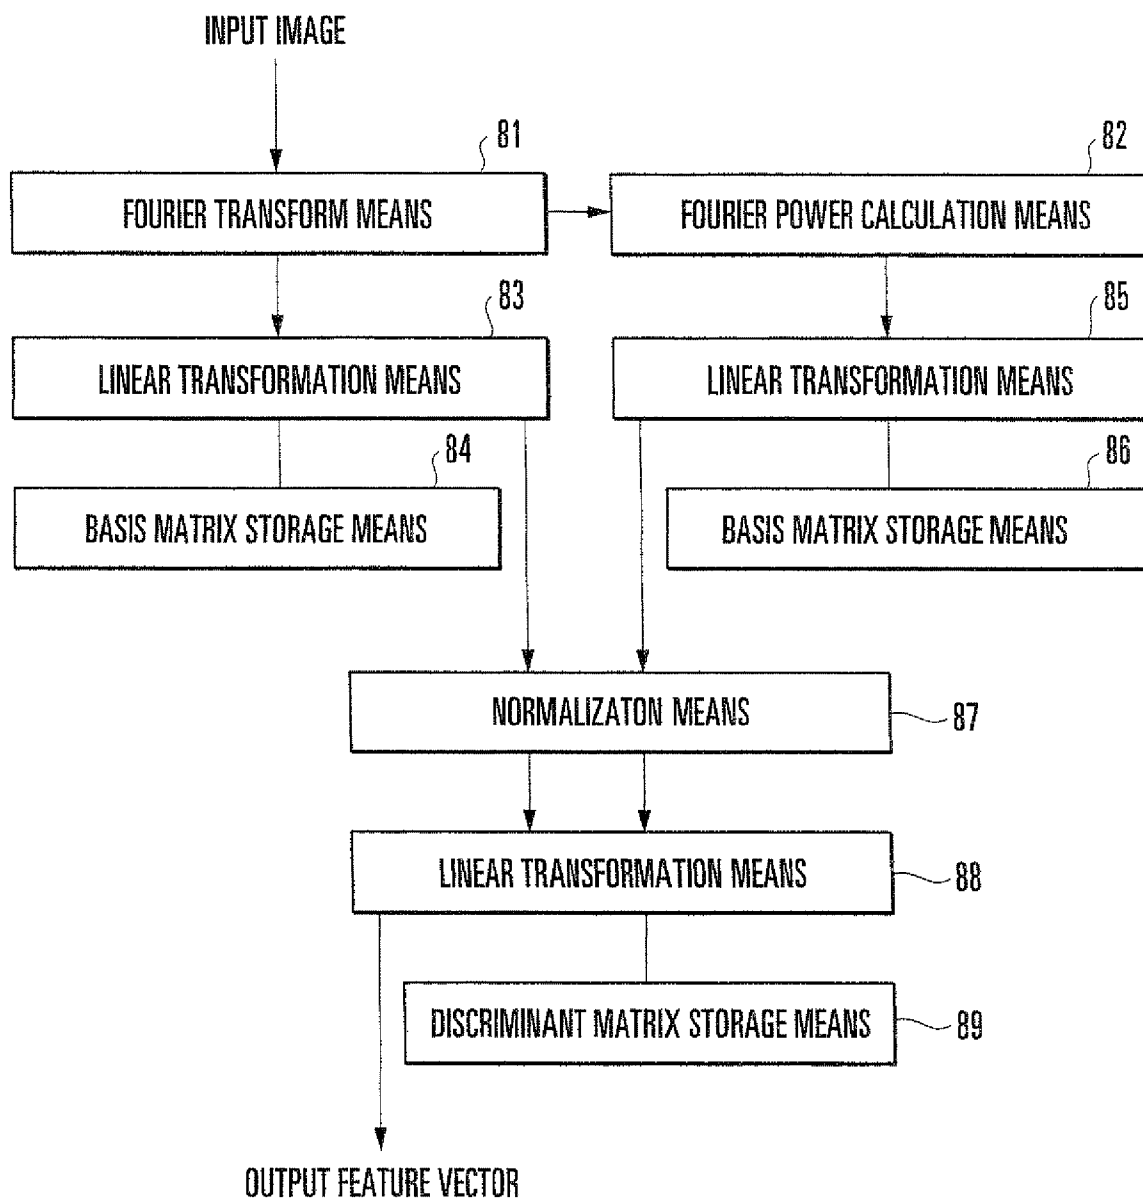 INPUT IMAGE
81
82
FOURIER TRANSFORM MEANS
FOURIER POWER CALCULATION MEANS
83
85
LINEAR TRANSFORMATION MEANS
LINEAR TRANSFORMATION MEANS
84
86
BASIS MATRIX STORAGE MEANS
BASIS MATRIX STORAGE MEANS
NORMALIZATON MEANS
87
LINEAR TRANSFORMATION MEANS
88
DISCRIMINANT MATRIX STORAGE MEANS
89
OUTPUT FEATURE VECTOR